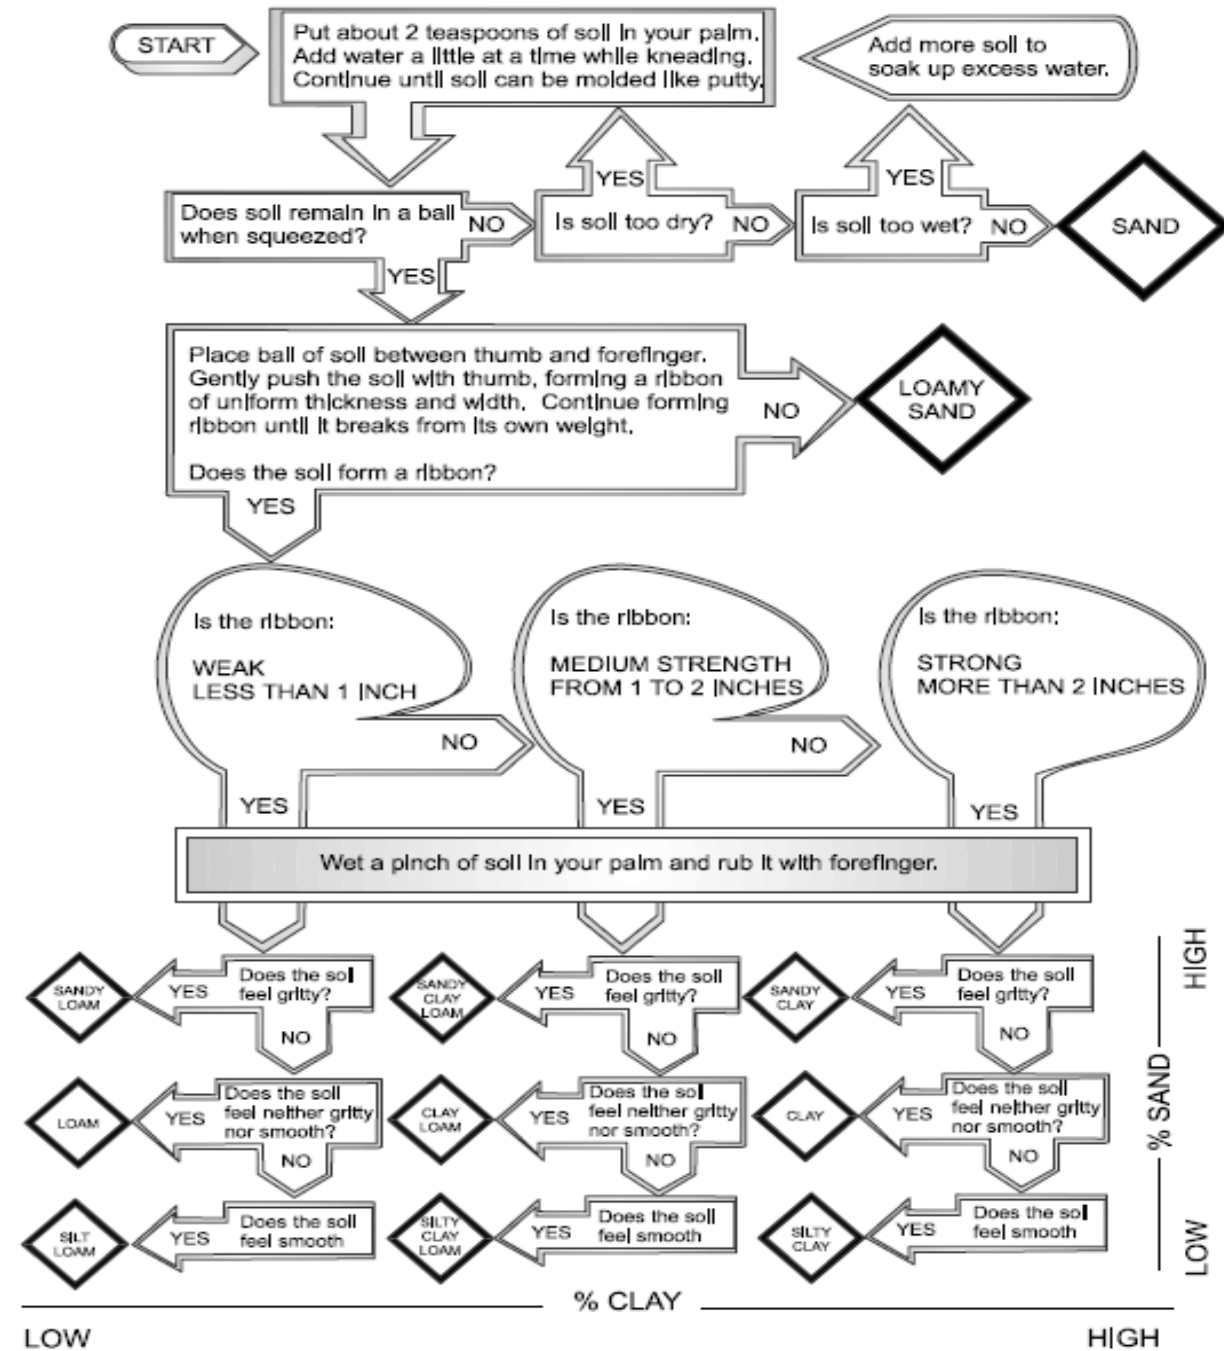 START
Put about 2 teaspoons of soil in your palm.
Add water a little at a time while kneading.
Continue until soil can be molded like putty.
Add more soil to
soak up excess water.
YES
YES
Does soil remain in a ball
when squeezed?
NO
Is soil too dry?
NO
Is soil too wet?
NO
SAND
YES
Place ball of soil between thumb and forefinger.
Gently push the soil with thumb, forming a ribbon
of uniform thickness and width. Continue forming
ribbon until it breaks from its own weight.
Does the soil form a ribbon?
NO
LOAMY
SAND
YES
Is the ribbon:
WEAK
LESS THAN 1 INCH
NO
YES
Is the ribbon:
MEDIUM STRENGTH
FROM 1 TO 2 INCHES
NO
YES
Is the ribbon:
STRONG
MORE THAN 2 INCHES
YES
Wet a pinch of soil in your palm and rub it with forefinger.
SANDY
LOAM
YES
Does the soil
feel gritty?
NO
SANDY
CLAY
LOAM
YES
Does the soil
feel gritty?
NO
SANDY
CLAY
YES
Does the soil
feel gritty?
NO
LOAM
YES
Does the soil
feel neither gritty
nor smooth?
NO
CLAY
LOAM
YES
Does the soil
feel neither gritty
nor smooth?
NO
CLAY
YES
Does the soil
feel neither gritty
nor smooth?
NO
SILT
LOAM
YES
Does the soil
feel smooth
SILTY
CLAY
LOAM
YES
Does the soil
feel smooth
SILTY
CLAY
YES
Does the soil
feel smooth
HIGH
% SAND
LOW
% CLAY
LOW
HIGH